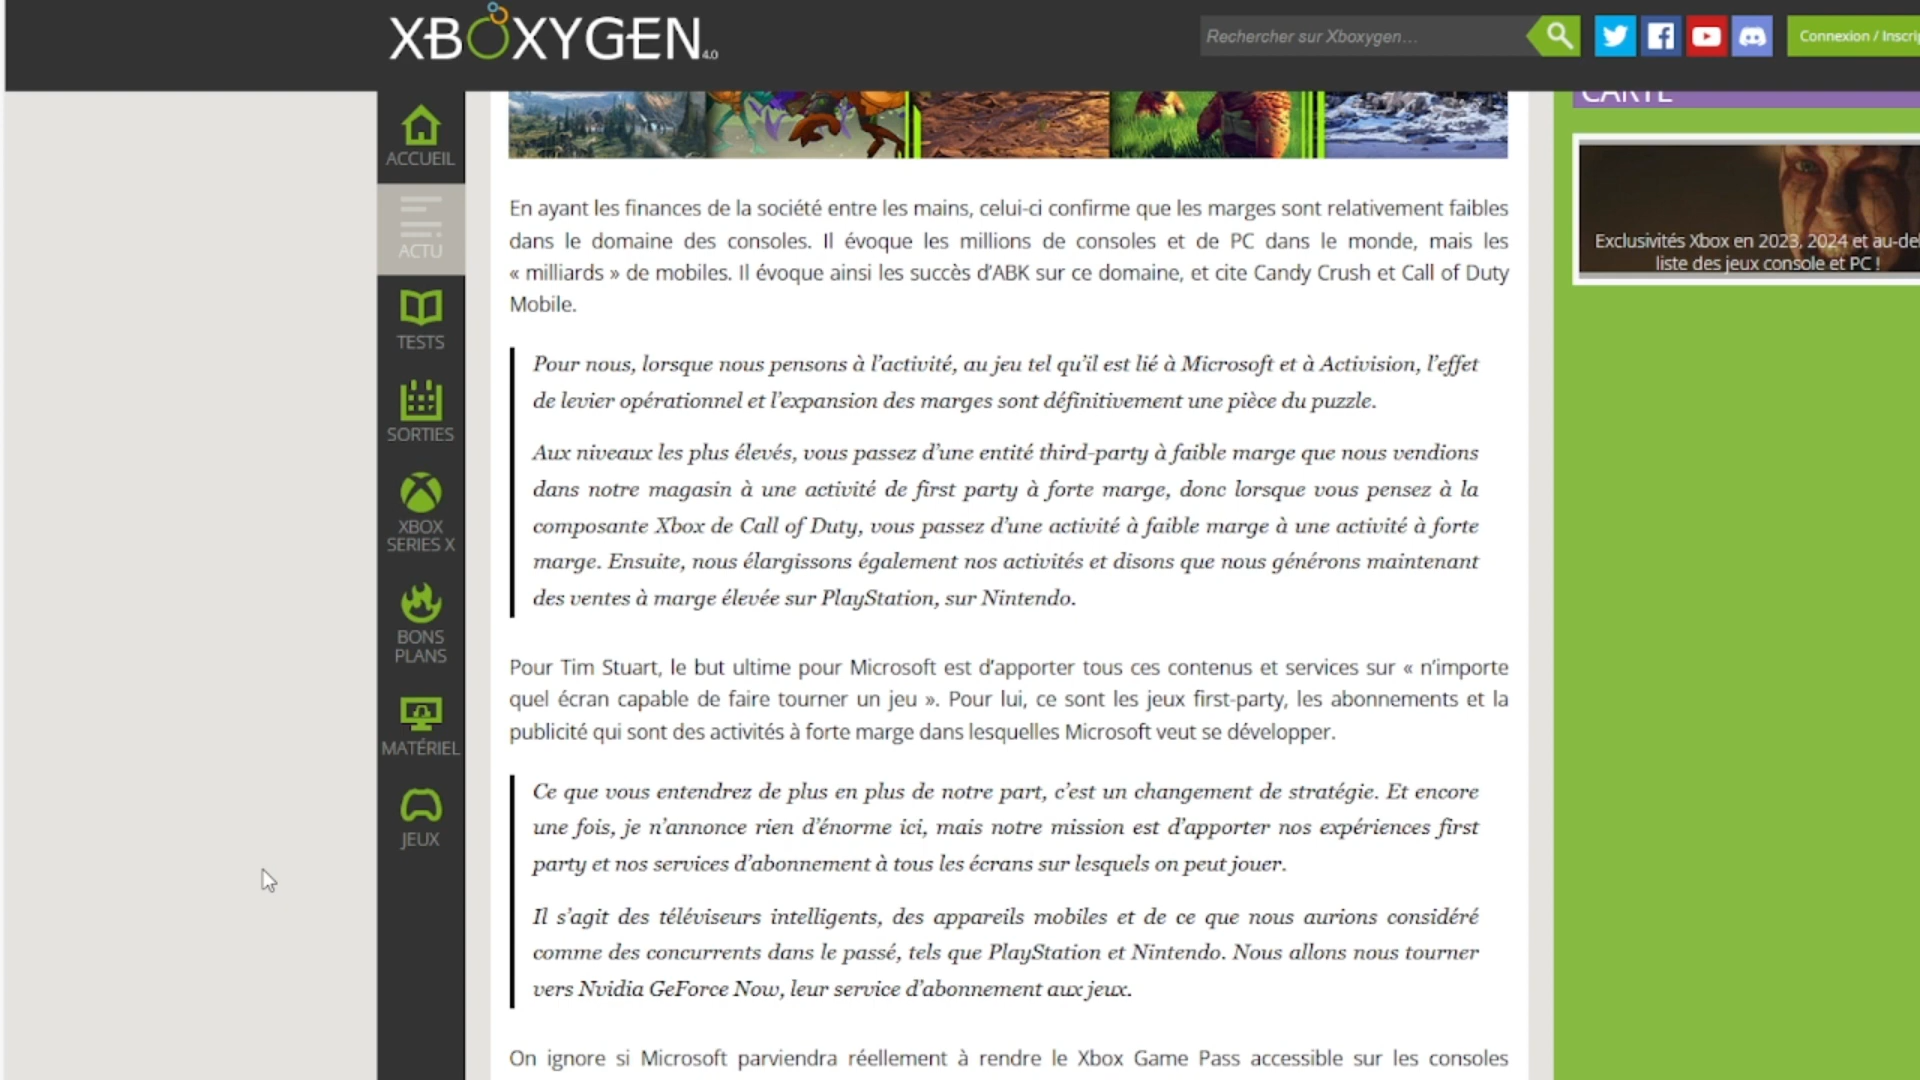 XBOXYGEN 4.0
Rechercher sur Xboxygen...
CARTE
ACCUEIL
ACTU
TESTS
SORTIES
XBOX
SERIES X
BONS
PLANS
MATÉRIEL
JEUX
En ayant les finances de la société entre les mains, celui-ci confirme que les marges sont relativement faibles
dans le domaine des consoles. Il évoque les millions de consoles et de PC dans le monde, mais les
« milliards » de mobiles. Il évoque ainsi les succès d’ABK sur ce domaine, et cite Candy Crush et Call of Duty
Mobile.
Pour nous, lorsque nous pensons à l’activité, au jeu tel qu’il est lié à Microsoft et à Activision, l’effet
de levier opérationnel et l’expansion des marges sont définitivement une pièce du puzzle.
Aux niveaux les plus élevés, vous passez d’une entité third-party à faible marge que nous vendions
dans notre magasin à une activité de first party à forte marge, donc lorsque vous pensez à la
composante Xbox de Call of Duty, vous passez d’une activité à faible marge à une activité à forte
marge. Ensuite, nous élargissons également nos activités et disons que nous générons maintenant
des ventes à marge élevée sur PlayStation, sur Nintendo.
Pour Tim Stuart, le but ultime pour Microsoft est d’apporter tous ces contenus et services sur « n’importe
quel écran capable de faire tourner un jeu ». Pour lui, ce sont les jeux first-party, les abonnements et la
publicité qui sont des activités à forte marge dans lesquelles Microsoft veut se développer.
Ce que vous entendrez de plus en plus de notre part, c’est un changement de stratégie. Et encore
une fois, je n’annonce rien d’énorme ici, mais notre mission est d’apporter nos expériences first
party et nos services d’abonnement à tous les écrans sur lesquels on peut jouer.
Il s’agit des téléviseurs intelligents, des appareils mobiles et de ce que nous aurions considéré
comme des concurrents dans le passé, tels que PlayStation et Nintendo. Nous allons nous tourner
vers Nvidia GeForce Now, leur service d’abonnement aux jeux.
On ignore si Microsoft parviendra réellement à rendre le Xbox Game Pass accessible sur les consoles
Connexion /
Exclusivités Xbox en 2023, 2024 et
liste des jeux console et PC !